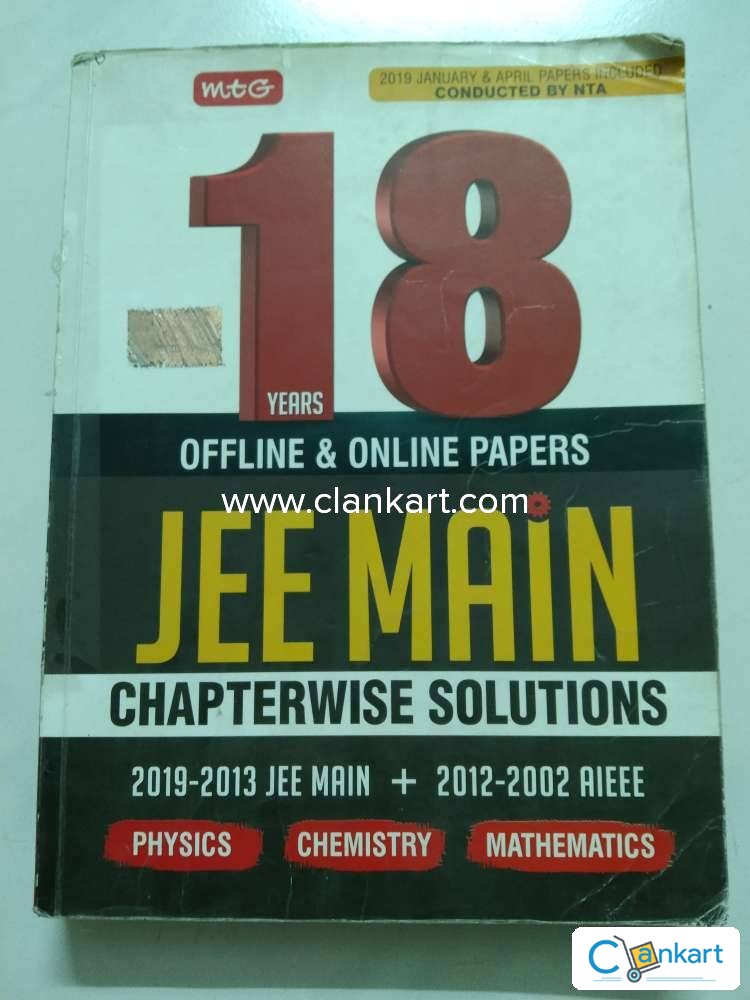 mtG
2019 JANUARY & APRIL PAPERS INCLUDED
CONDUCTED BY NTA
18
YEARS
OFFLINE & ONLINE PAPERS
www.clankart.com
JEE MAiN
CHAPTERWISE SOLUTIONS
2019-2013 JEE MAIN + 2012-2002 AIEEE
PHYSICS CHEMISTRY MATHEMATICS
Clankart